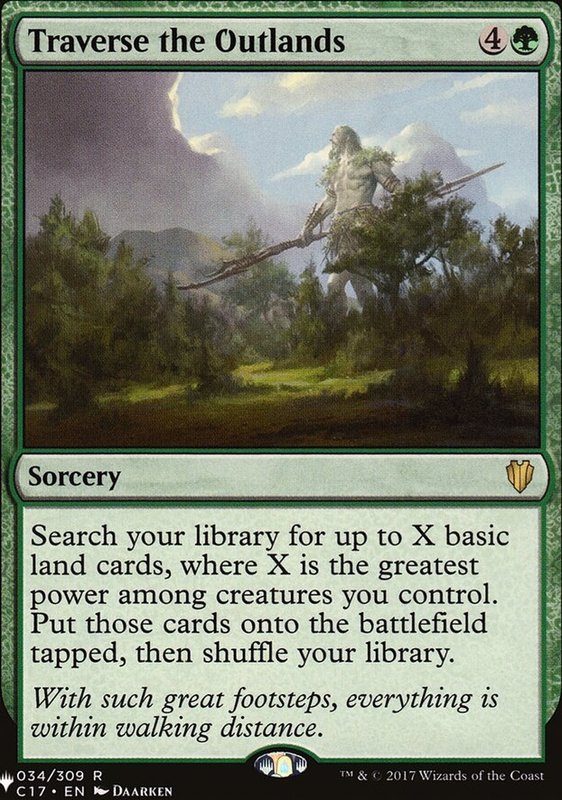 Traverse the Outlands 4
Sorcery
Search your library for up to X basic
land cards, where X is the greatest
power among creatures you control.
Put those cards onto the battlefield
tapped, then shuffle your library.
With such great footsteps, everything is
within walking distance.
034/309 R
C17 • EN DAARKEN
™ & © 2017 Wizards of the Coast